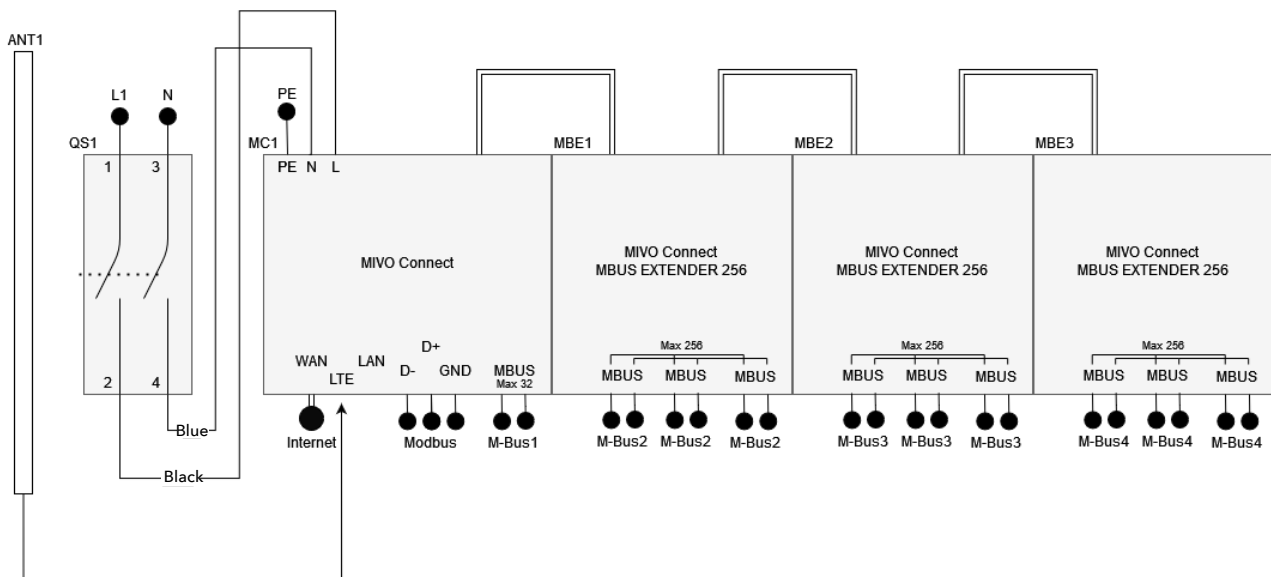 ANT1
L1
N
PE
QS1
MC1
MBE1
MBE2
MBE3
1
3
PE
N
L
MIVO Connect
MIVO Connect
MBUS EXTENDER 256
MIVO Connect
MBUS EXTENDER 256
MIVO Connect
MBUS EXTENDER 256
2
4
WAN
LTE
LAN
D-
D+
GND
MBUS
Max 32
Max 256
MBUS
MBUS
MBUS
Max 256
MBUS
MBUS
MBUS
Max 256
MBUS
MBUS
MBUS
Blue
Black
Internet
Modbus
M-Bus1
M-Bus2
M-Bus2
M-Bus2
M-Bus3
M-Bus3
M-Bus3
M-Bus4
M-Bus4
M-Bus4